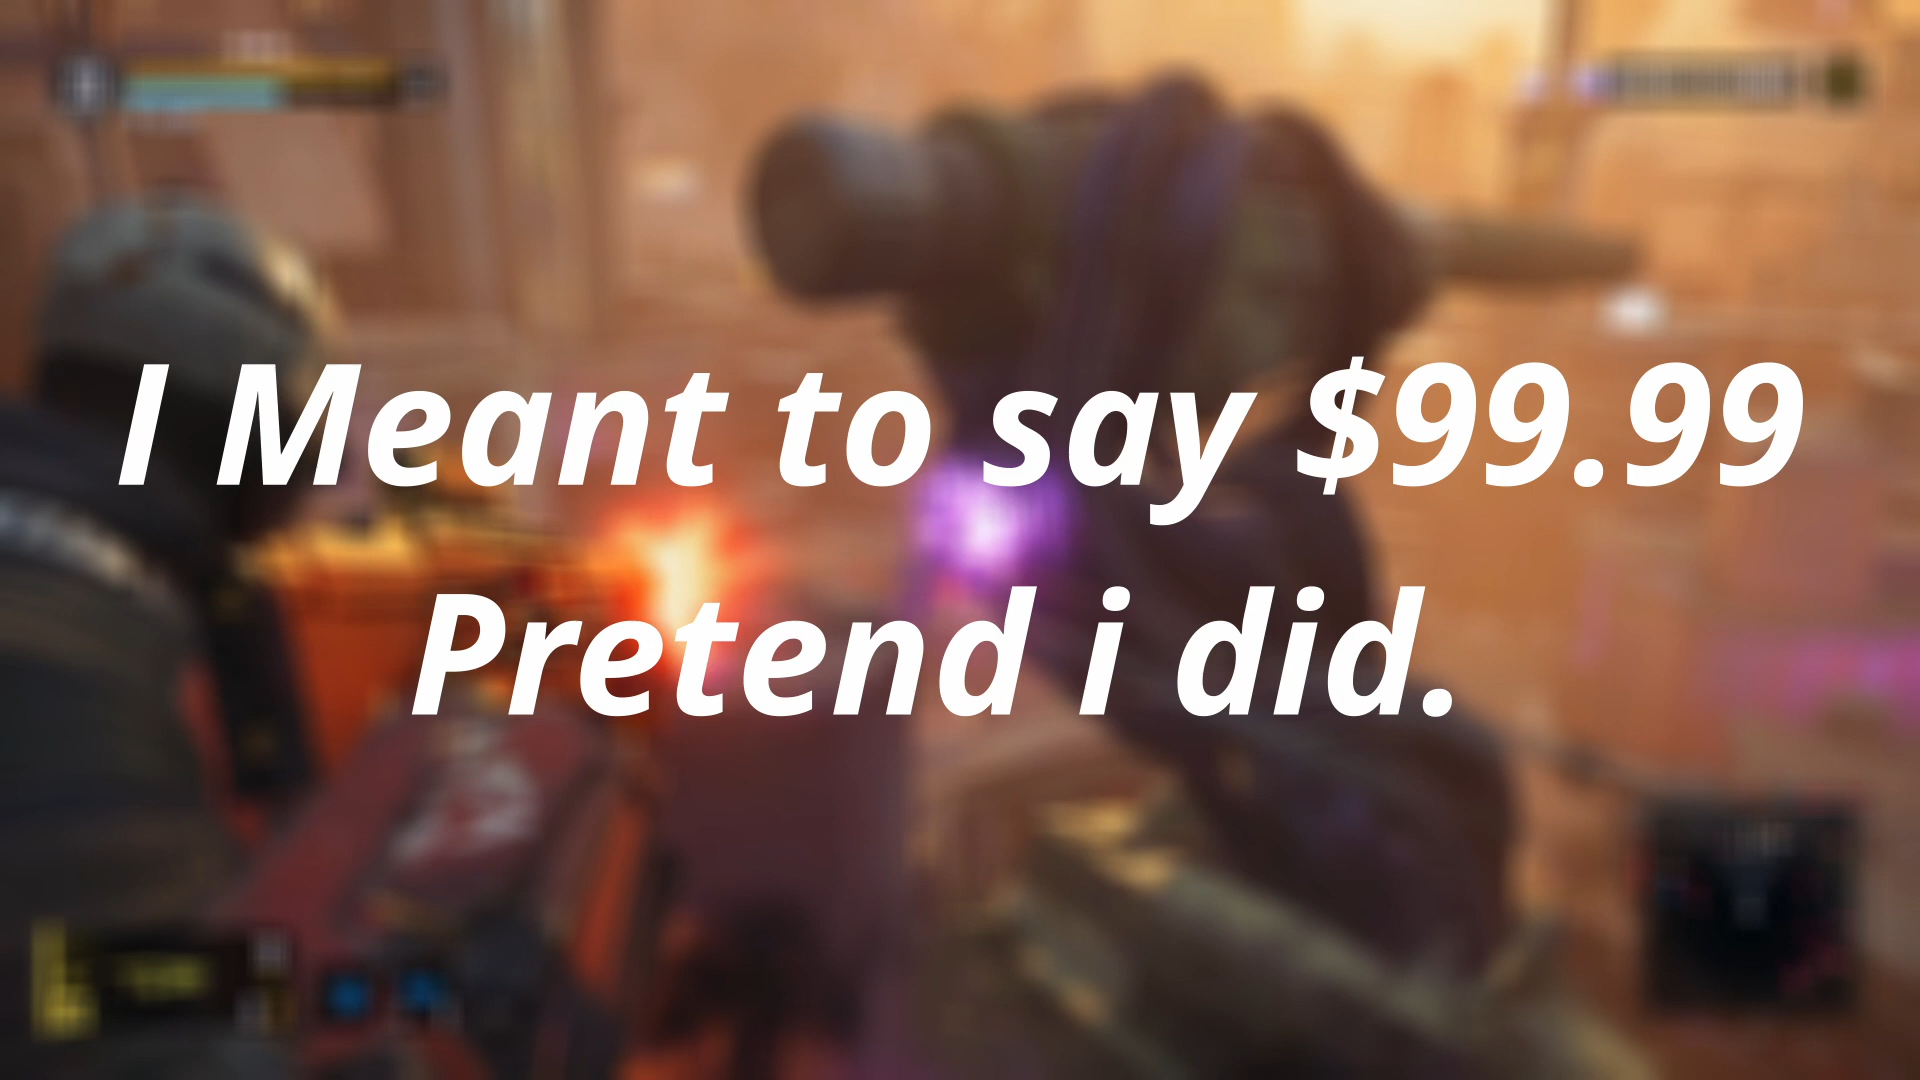 I Meant to say $99.99
Pretend i did.